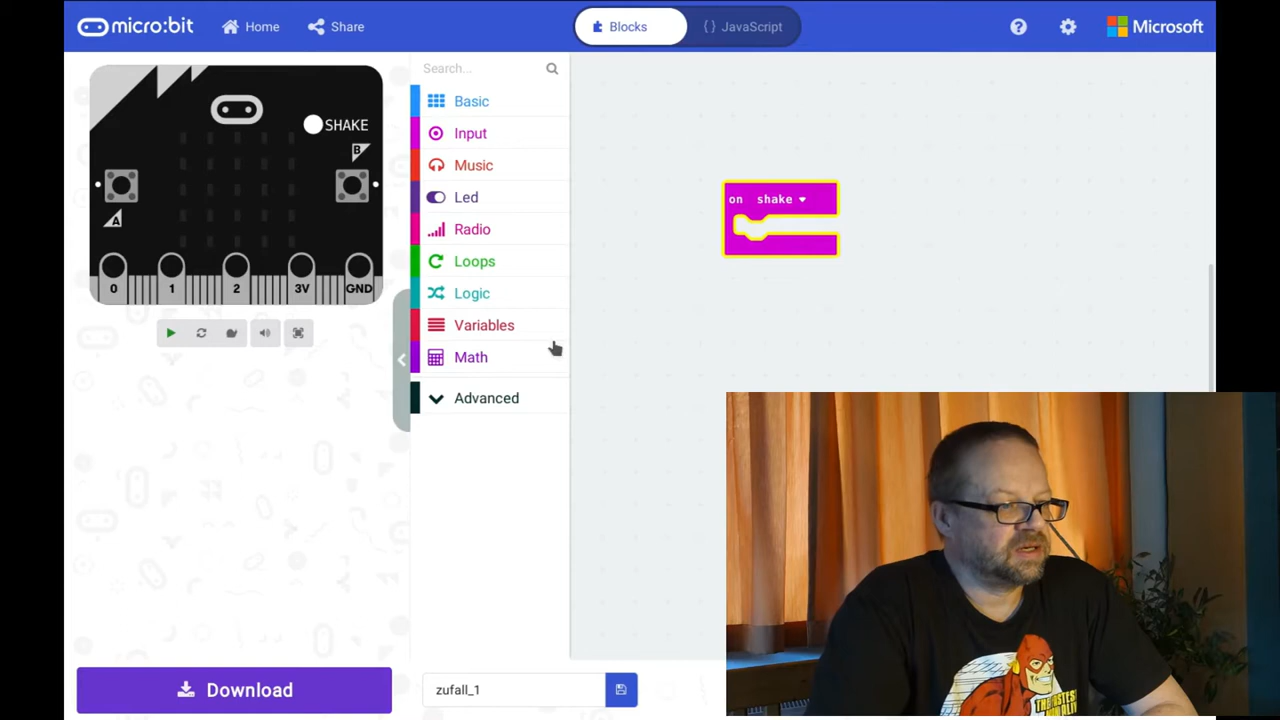 micro:bit Home Share Blocks {} JavaScript ? Microsoft
Search...
SHAKE
B
A
0 1 2 3V GND
Basic
Input
Music
Led
Radio
Loops
Logic
Variables
Math
Advanced
on shake
Download
zufall_1